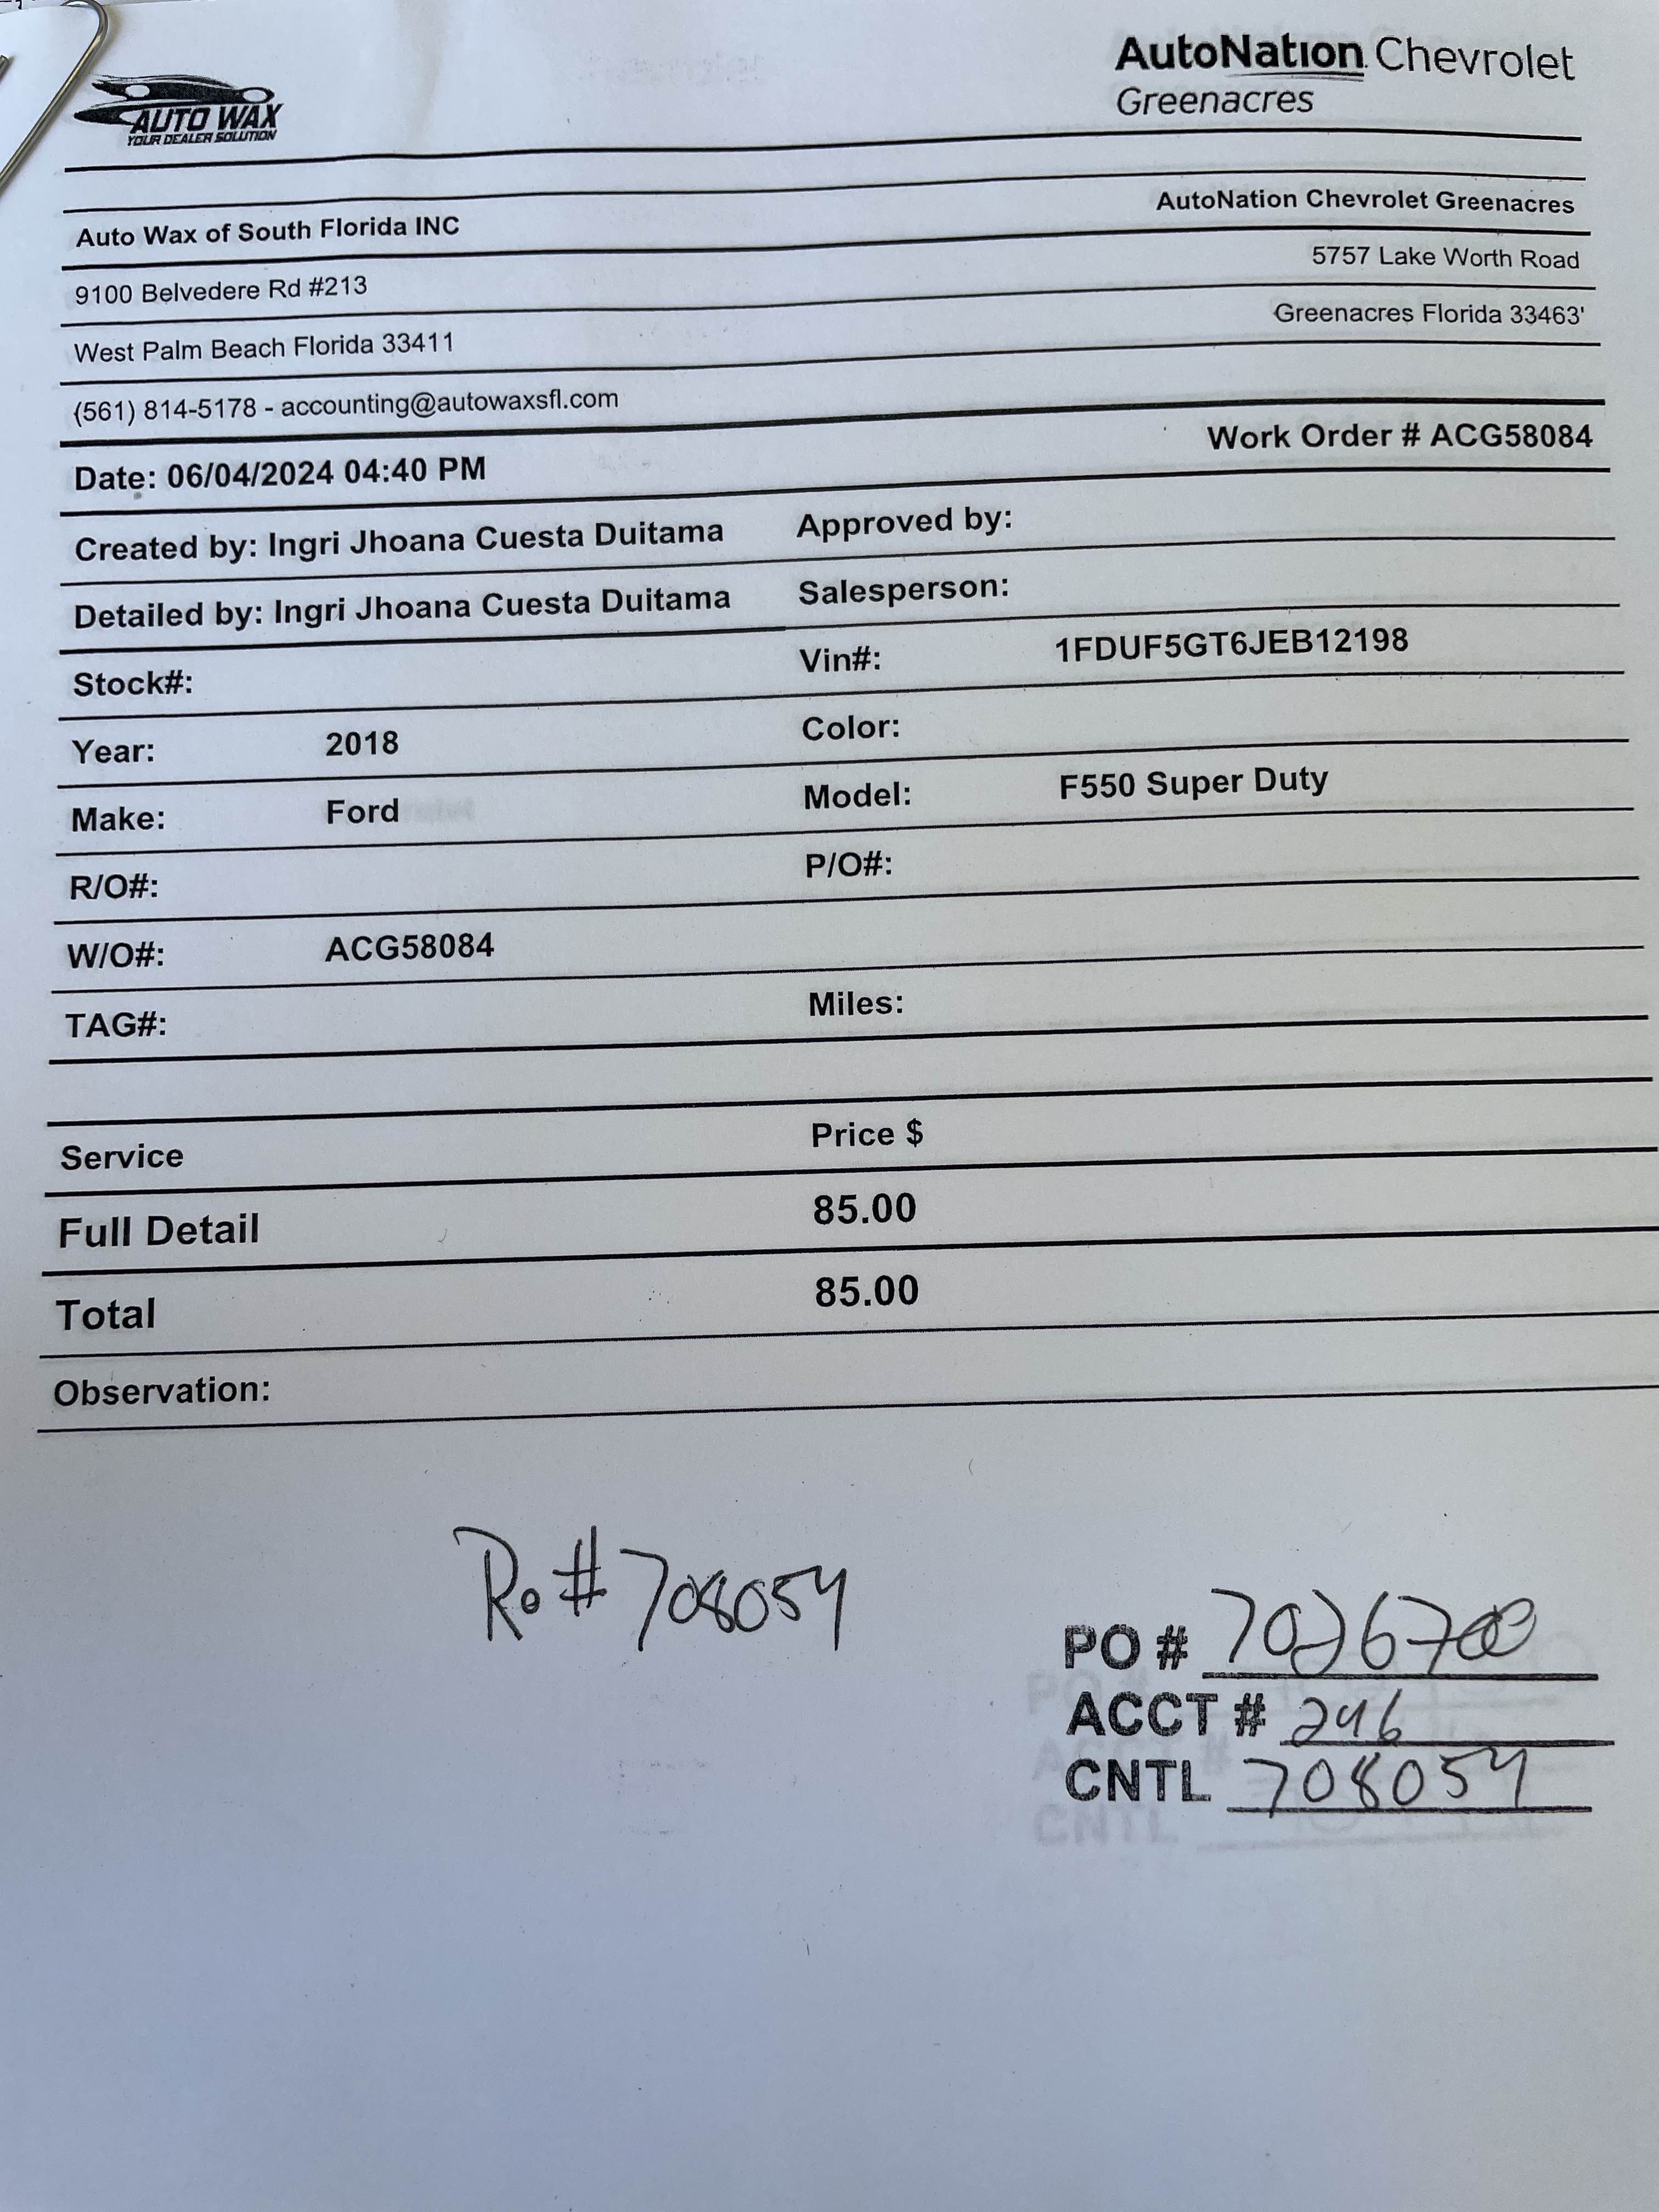 AUTO WAX
YOUR DEALER SOLUTION
AutoNation Chevrolet
Greenacres
Auto Wax of South Florida INC
AutoNation Chevrolet Greenacres
9100 Belvedere Rd #213
5757 Lake Worth Road
West Palm Beach Florida 33411
Greenacres Florida 33463'
(561) 814-5178 - accounting@autowaxsfl.com
Date: 06/04/2024 04:40 PM
Work Order # ACG58084
Created by: Ingri Jhoana Cuesta Duitama Approved by:
Detailed by: Ingri Jhoana Cuesta Duitama Salesperson:
Stock#: Vin#: 1FDUF5GT6JEB12198
Year: 2018 Color:
Make: Ford Model: F550 Super Duty
R/O#: P/O#:
W/O#: ACG58084
TAG#: Miles:
Service Price $
Full Detail 85.00
Total 85.00
Observation:
Ro# 708054
PO #
ACCT # 246
CNTL 708054